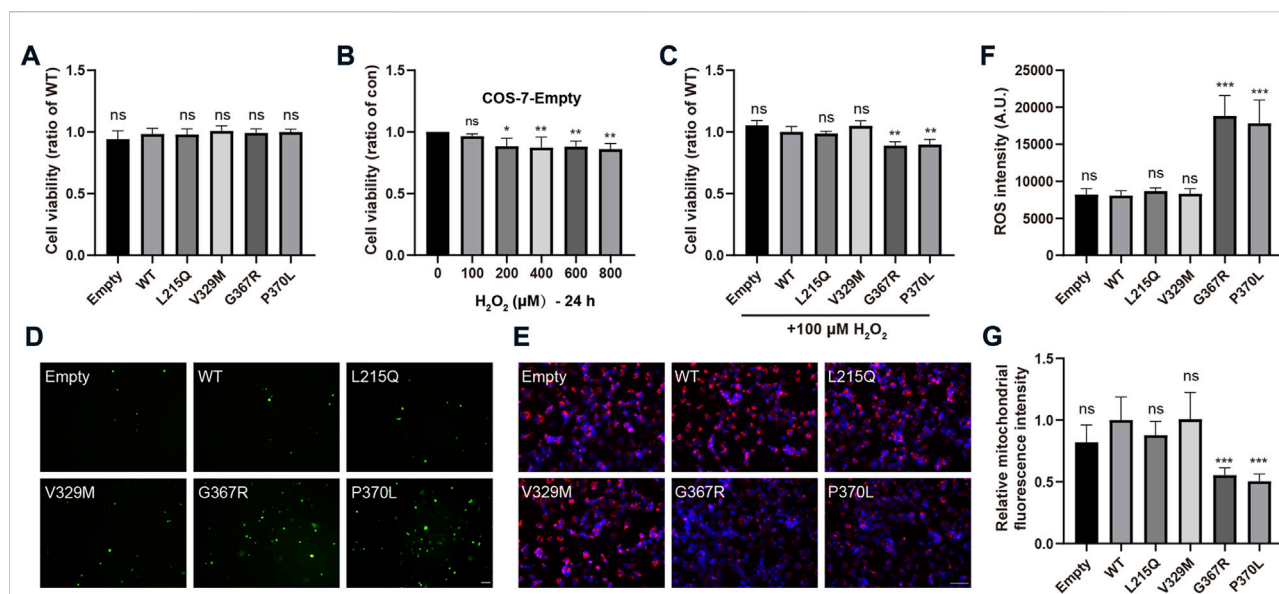 A
Cell viability (ratio of WT)
1.5
1.0
0.5
0.0
ns ns ns ns ns ns
Empty WT L215Q V329M G367R P370L
B
Cell viability (ratio of con)
COS-7-Empty
1.5
1.0
0.5
0.0
ns * ** ** **
0 100 200 400 600 800
H₂O₂ (μM) - 24 h
C
Cell viability (ratio of WT)
1.5
1.0
0.5
0.0
ns ns ns ns ** **
Empty WT L215Q V329M G367R P370L
+100 μM H₂O₂
F
ROS intensity (A.U.)
25000
20000
15000
10000
5000
0
ns ns ns *** ***
Empty WT L215Q V329M G367R P370L
D
Empty WT L215Q
V329M G367R P370L
E
Empty WT L215Q
V329M G367R P370L
G
Relative mitochondrial
fluorescence intensity
1.5
1.0
0.5
0.0
ns ns ns *** ***
Empty WT L215Q V329M G367R P370L